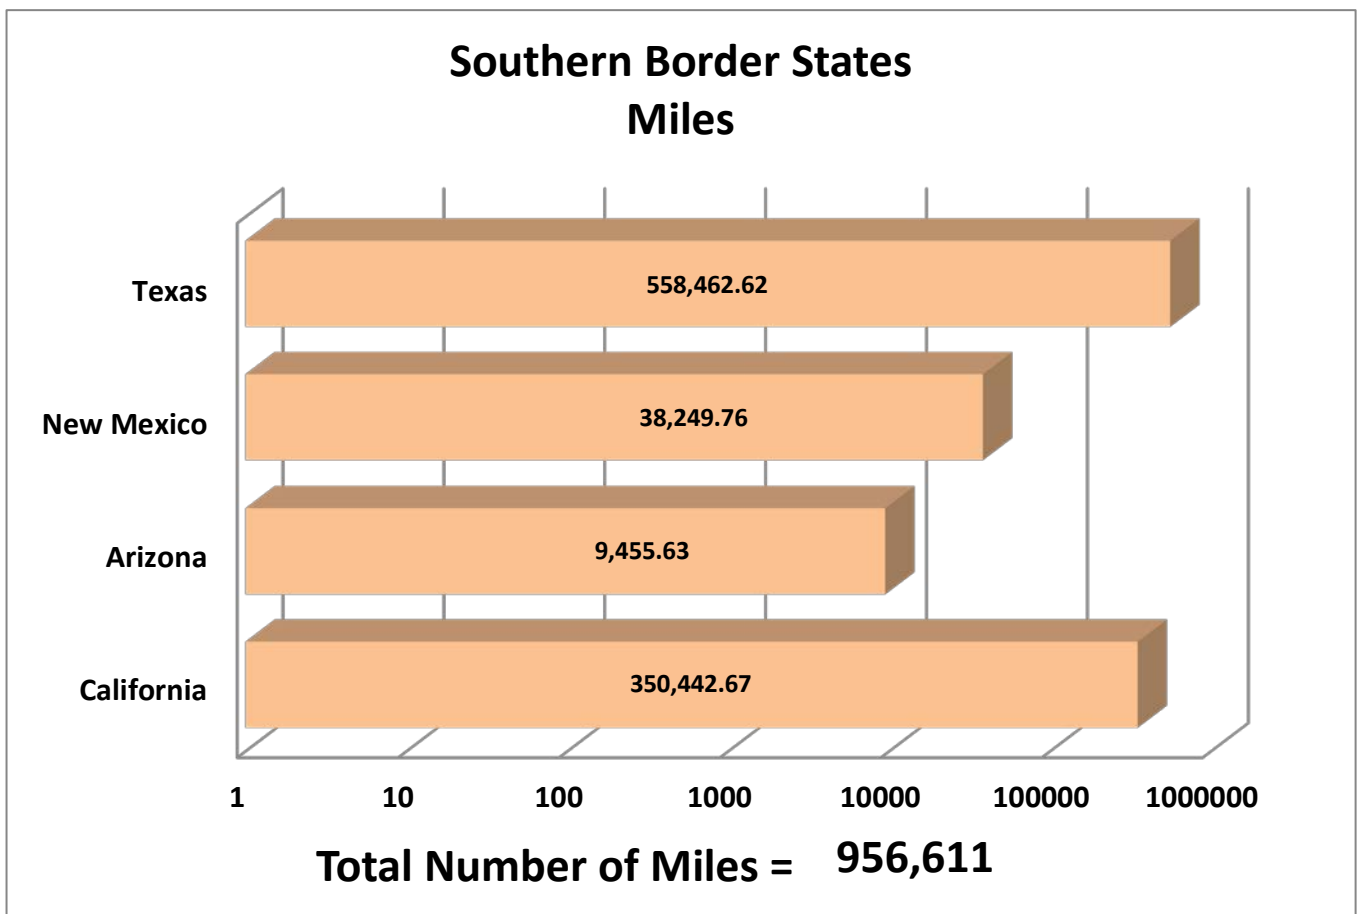 Southern Border States
Miles
Texas
558,462.62
New Mexico
38,249.76
Arizona
9,455.63
California
350,442.67
1 10 100 1000 10000 100000 1000000
Total Number of Miles = 956,611